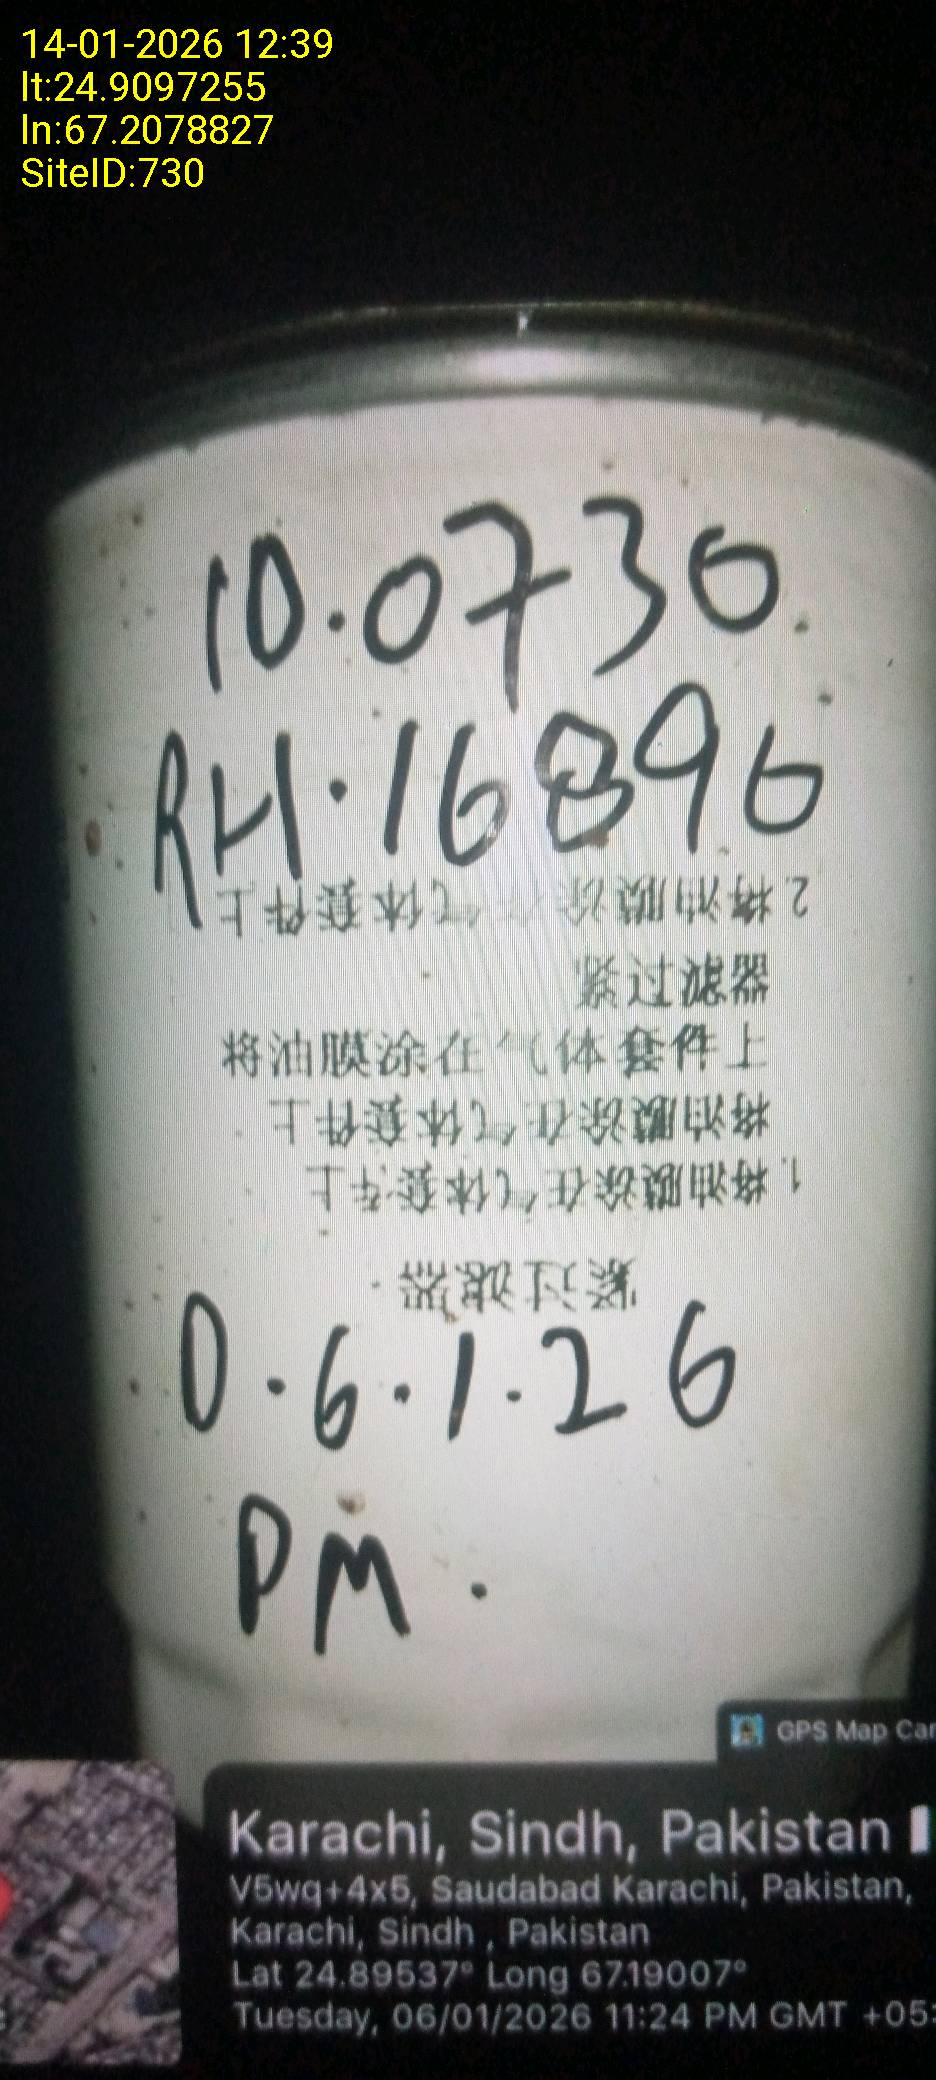 14-01-2026 12:39
lt:24.9097255
ln:67.2078827
SiteID:730
ID.0730
RH.16896
2.将油膜涂在气体套件上
紧过滤器
将油膜涂在气体套件上
将油膜涂在气体套件上
1.将油膜涂在气体套车上
紧过滤器
D.6.1.26
PM.
GPS Map Car
Karachi, Sindh, Pakistan
V5wq+4x5, Saudabad Karachi, Pakistan,
Karachi, Sindh , Pakistan
Lat 24.89537° Long 67.19007°
Tuesday, 06/01/2026 11:24 PM GMT +05: